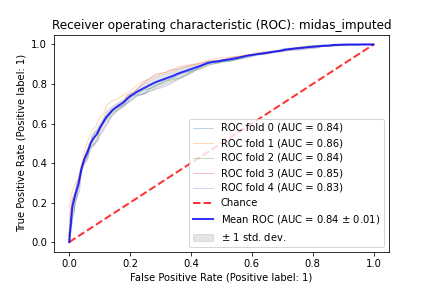 Receiver operating characteristic (ROC): midas_imputed
True Positive Rate (Positive label: 1)
1.0
0.8
0.6
0.4
0.2
0.0
ROC fold 0 (AUC = 0.84)
ROC fold 1 (AUC = 0.86)
ROC fold 2 (AUC = 0.84)
ROC fold 3 (AUC = 0.85)
ROC fold 4 (AUC = 0.83)
Chance
Mean ROC (AUC = 0.84 ± 0.01)
± 1 std. dev.
0.0 0.2 0.4 0.6 0.8 1.0
False Positive Rate (Positive label: 1)